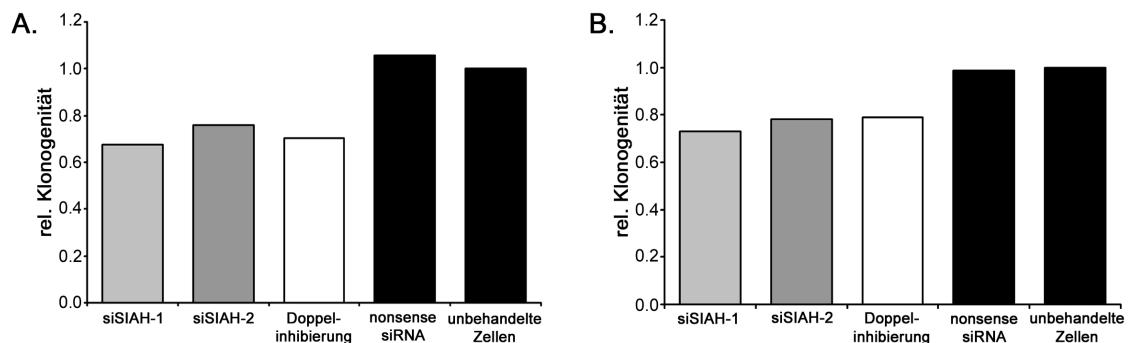 A.
rel. Klonogenität
1.2
1.0
0.8
0.6
0.4
0.2
0.0
siSIAH-1
siSIAH-2
Doppel-
inhibierung
nonsense
siRNA
unbehandelte
Zellen
B.
rel. Klonogenität
1.2
1.0
0.8
0.6
0.4
0.2
0.0
siSIAH-1
siSIAH-2
Doppel-
inhibierung
nonsense
siRNA
unbehandelte
Zellen